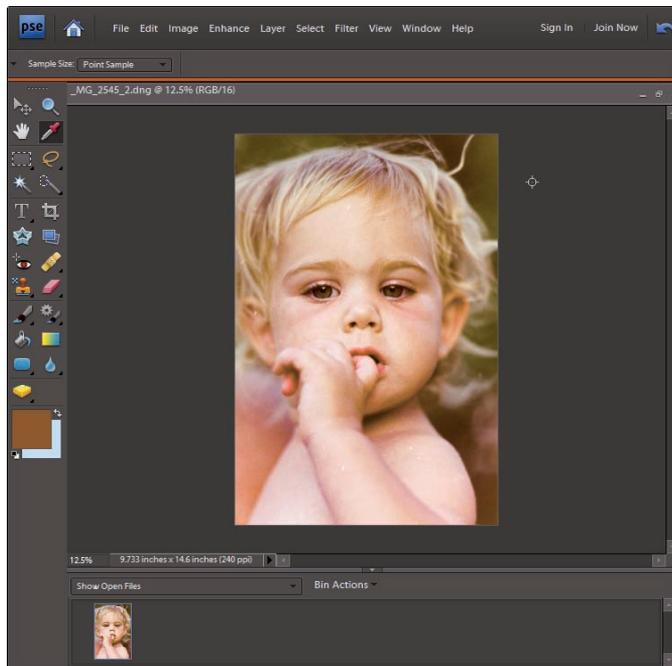 pse File Edit Image Enhance Layer Select Filter View Window Help Sign In Join Now
Sample Size: Point Sample
_MG_2545_2.dng @ 12.5% (RGB/16)
T
12.5% 9.733 inches x 14.6 inches (240 ppi)
Show Open Files Bin Actions